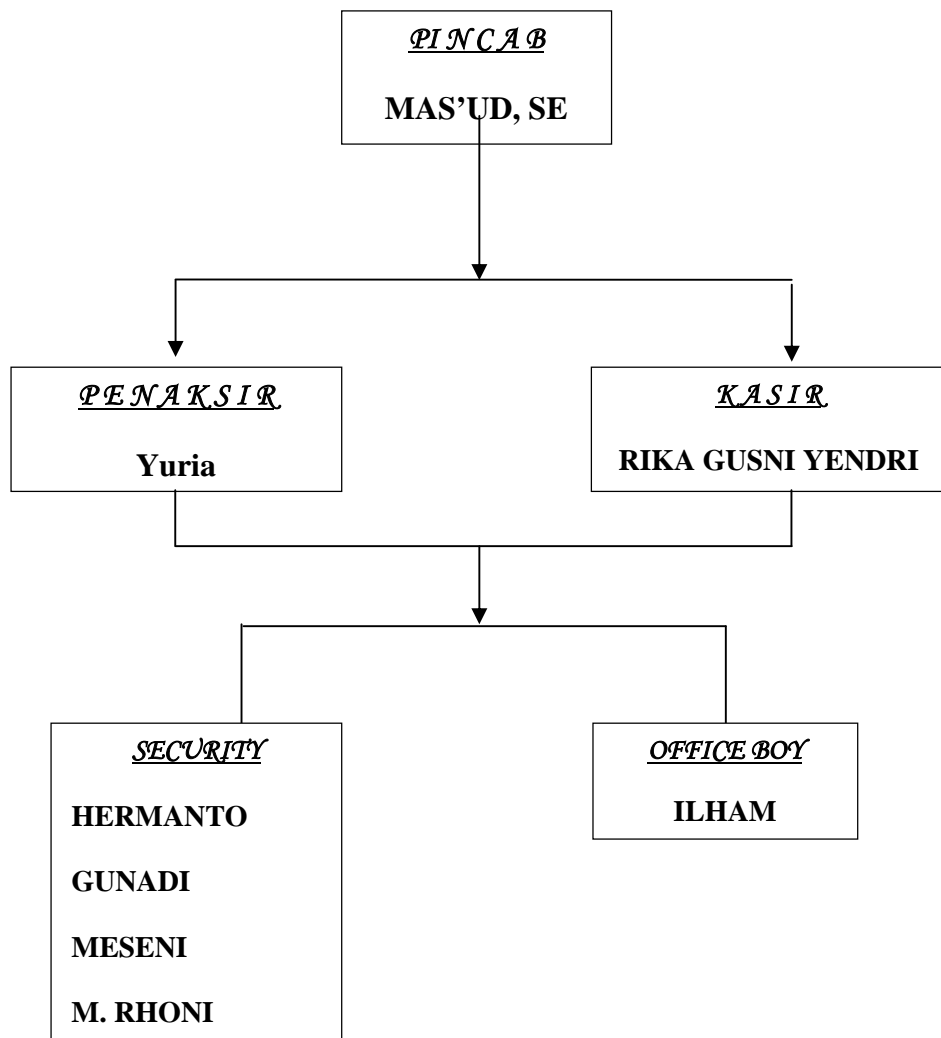 PINCAB
MAS’UD, SE
PENAKSIR
Yuria
KASIR
RIKA GUSNI YENDRI
SECURITY
HERMANTO
GUNADI
MESENI
M. RHONI
OFFICE BOY
ILHAM